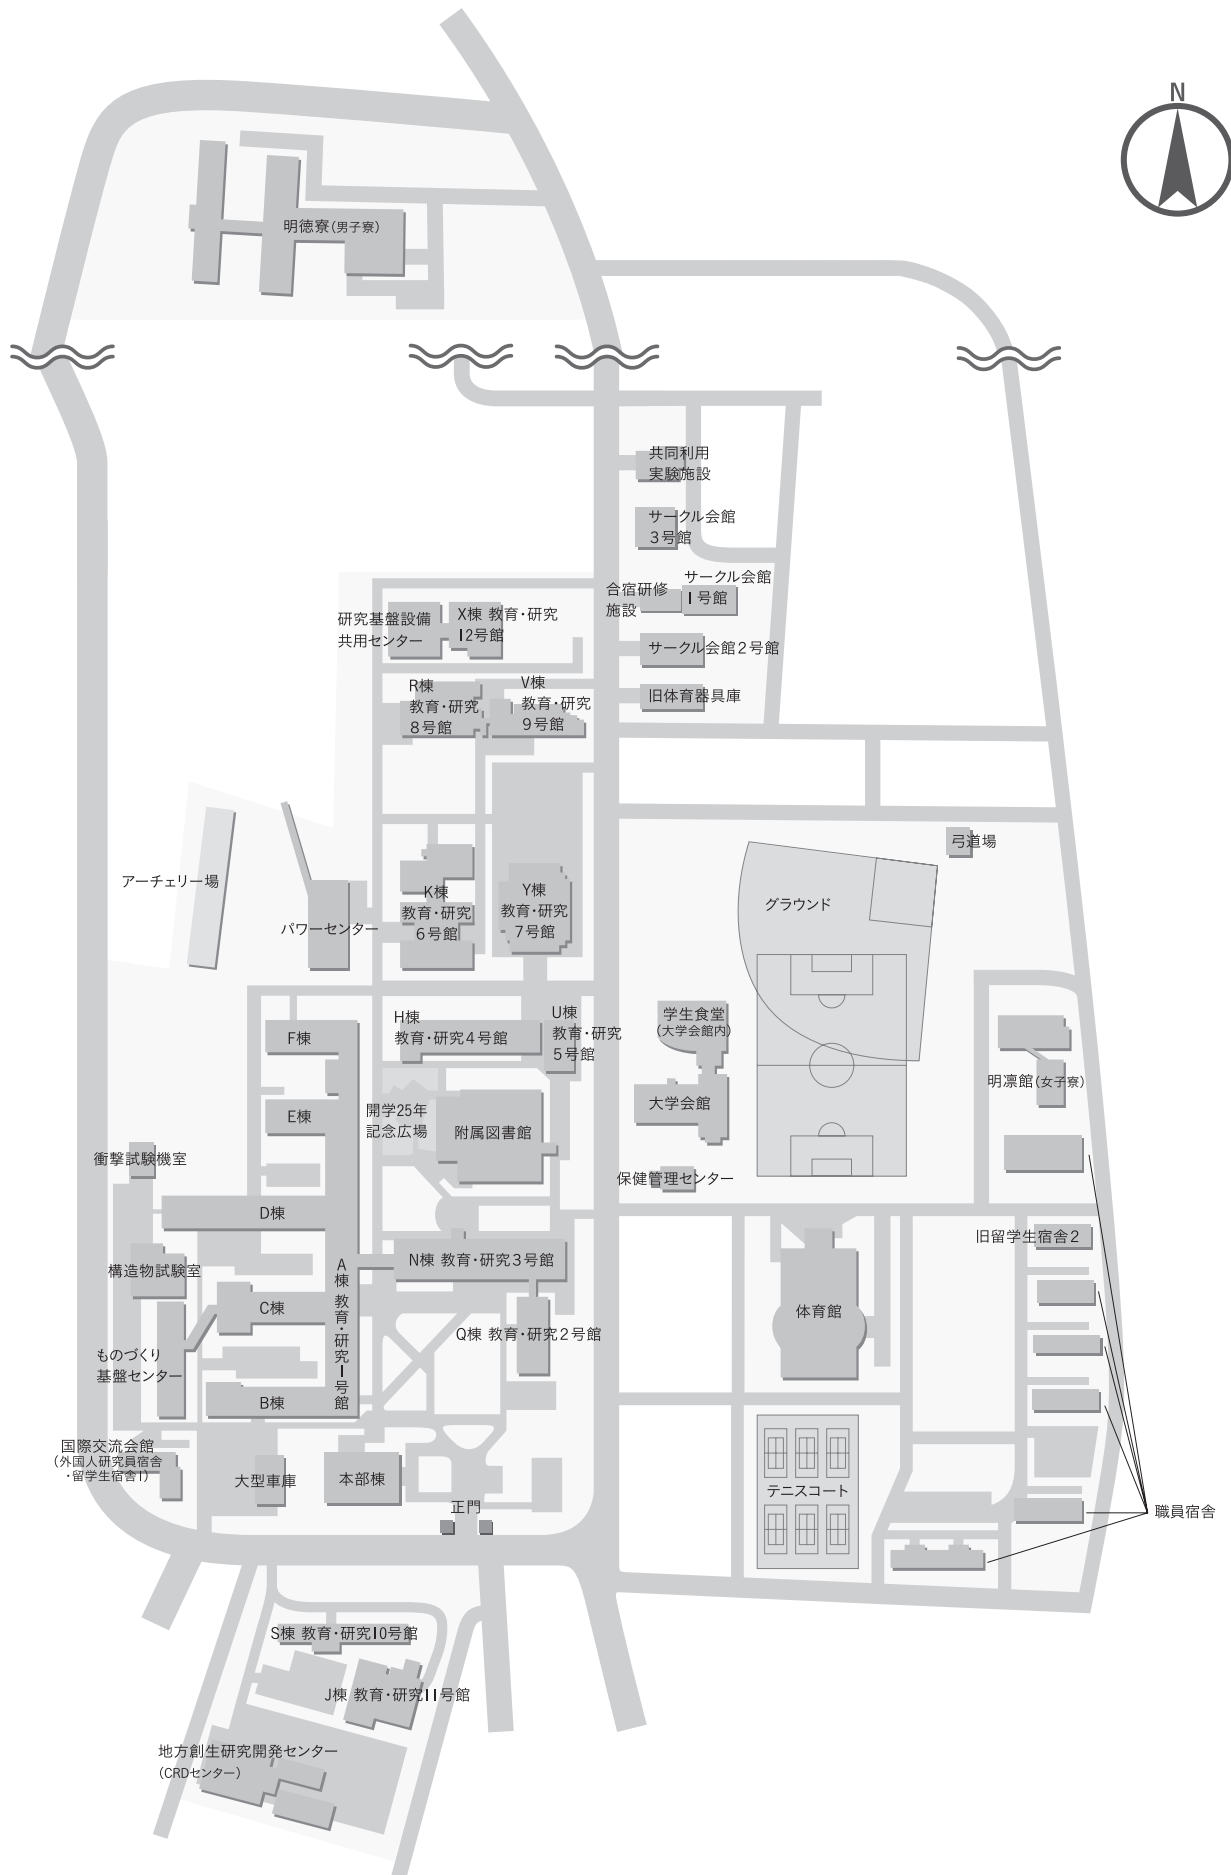 N
明徳寮(男子寮)
共同利用
実験施設
サークル会館
3号館
合宿研修
施設
サークル会館
1号館
研究基盤設備
共用センター
X棟 教育・研究
12号館
サークル会館2号館
R棟
教育・研究
8号館
V棟
教育・研究
9号館
旧体育器具庫
弓道場
アーチェリー場
パワーセンター
K棟
教育・研究
6号館
Y棟
教育・研究
7号館
グラウンド
F棟
H棟
教育・研究4号館
U棟
教育・研究
5号館
学生食堂
(大学会館内)
明凛館(女子寮)
E棟
開学25年
記念広場
附属図書館
大学会館
衝撃試験機室
保健管理センター
D棟
旧留学生宿舎2
構造物試験室
A棟 教育・研究1号館
N棟 教育・研究3号館
C棟
Q棟 教育・研究2号館
体育館
ものづくり
基盤センター
B棟
国際交流会館
(外国人研究員宿舎
・留学生宿舎1)
大型車庫
本部棟
正門
テニスコート
職員宿舎
S棟 教育・研究10号館
J棟 教育・研究11号館
地方創生研究開発センター
(CRDセンター)